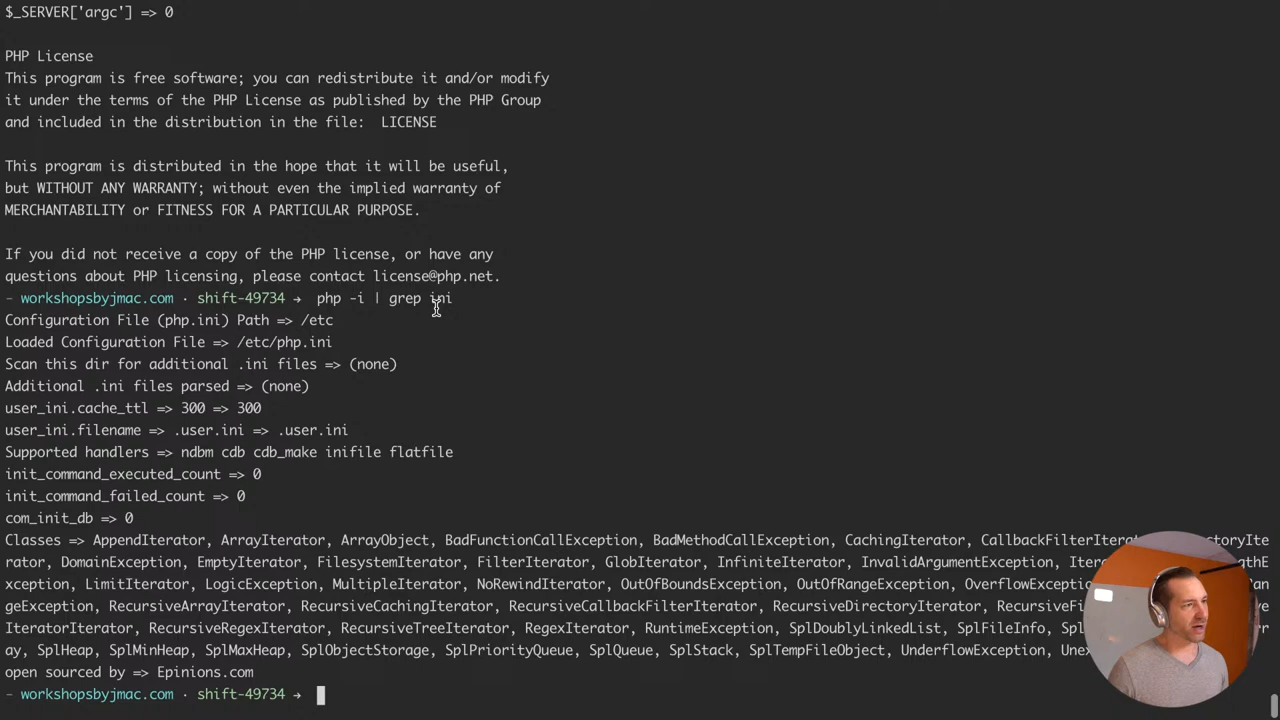 $_SERVER['argc'] => 0
PHP License
This program is free software; you can redistribute it and/or modify
it under the terms of the PHP License as published by the PHP Group
and included in the distribution in the file:  LICENSE
This program is distributed in the hope that it will be useful,
but WITHOUT ANY WARRANTY; without even the implied warranty of
MERCHANTABILITY or FITNESS FOR A PARTICULAR PURPOSE.
If you did not receive a copy of the PHP license, or have any
questions about PHP licensing, please contact license@php.net.
- workshopsbyjmac.com · shift-49734 → php -i | grep ini
Configuration File (php.ini) Path => /etc
Loaded Configuration File => /etc/php.ini
Scan this dir for additional .ini files => (none)
Additional .ini files parsed => (none)
user_ini.cache_ttl => 300 => 300
user_ini.filename => .user.ini => .user.ini
Supported handlers => ndbm cdb cdb_make inifile flatfile
init_command_executed_count => 0
init_command_failed_count => 0
com_init_db => 0
Classes => AppendIterator, ArrayIterator, ArrayObject, BadFunctionCallException, BadMethodCallException, CachingIterator, CallbackFilterIterator, ctoryIte
rator, DomainException, EmptyIterator, FilesystemIterator, FilterIterator, GlobIterator, InfiniteIterator, InvalidArgumentException, Iter thE
xception, LimitIterator, LogicException, MultipleIterator, NoRewindIterator, OutOfBoundsException, OutOfRangeException, OverflowExceptio Ran
geException, RecursiveArrayIterator, RecursiveCachingIterator, RecursiveCallbackFilterIterator, RecursiveDirectoryIterator, RecursiveFi
IteratorIterator, RecursiveRegexIterator, RecursiveTreeIterator, RegexIterator, RuntimeException, SplDoublyLinkedList, SplFileInfo, Spl rr
ay, SplHeap, SplMinHeap, SplMaxHeap, SplObjectStorage, SplPriorityQueue, SplQueue, SplStack, SplTempFileObject, UnderflowException, Unex
open sourced by => Epinions.com
- workshopsbyjmac.com · shift-49734 →